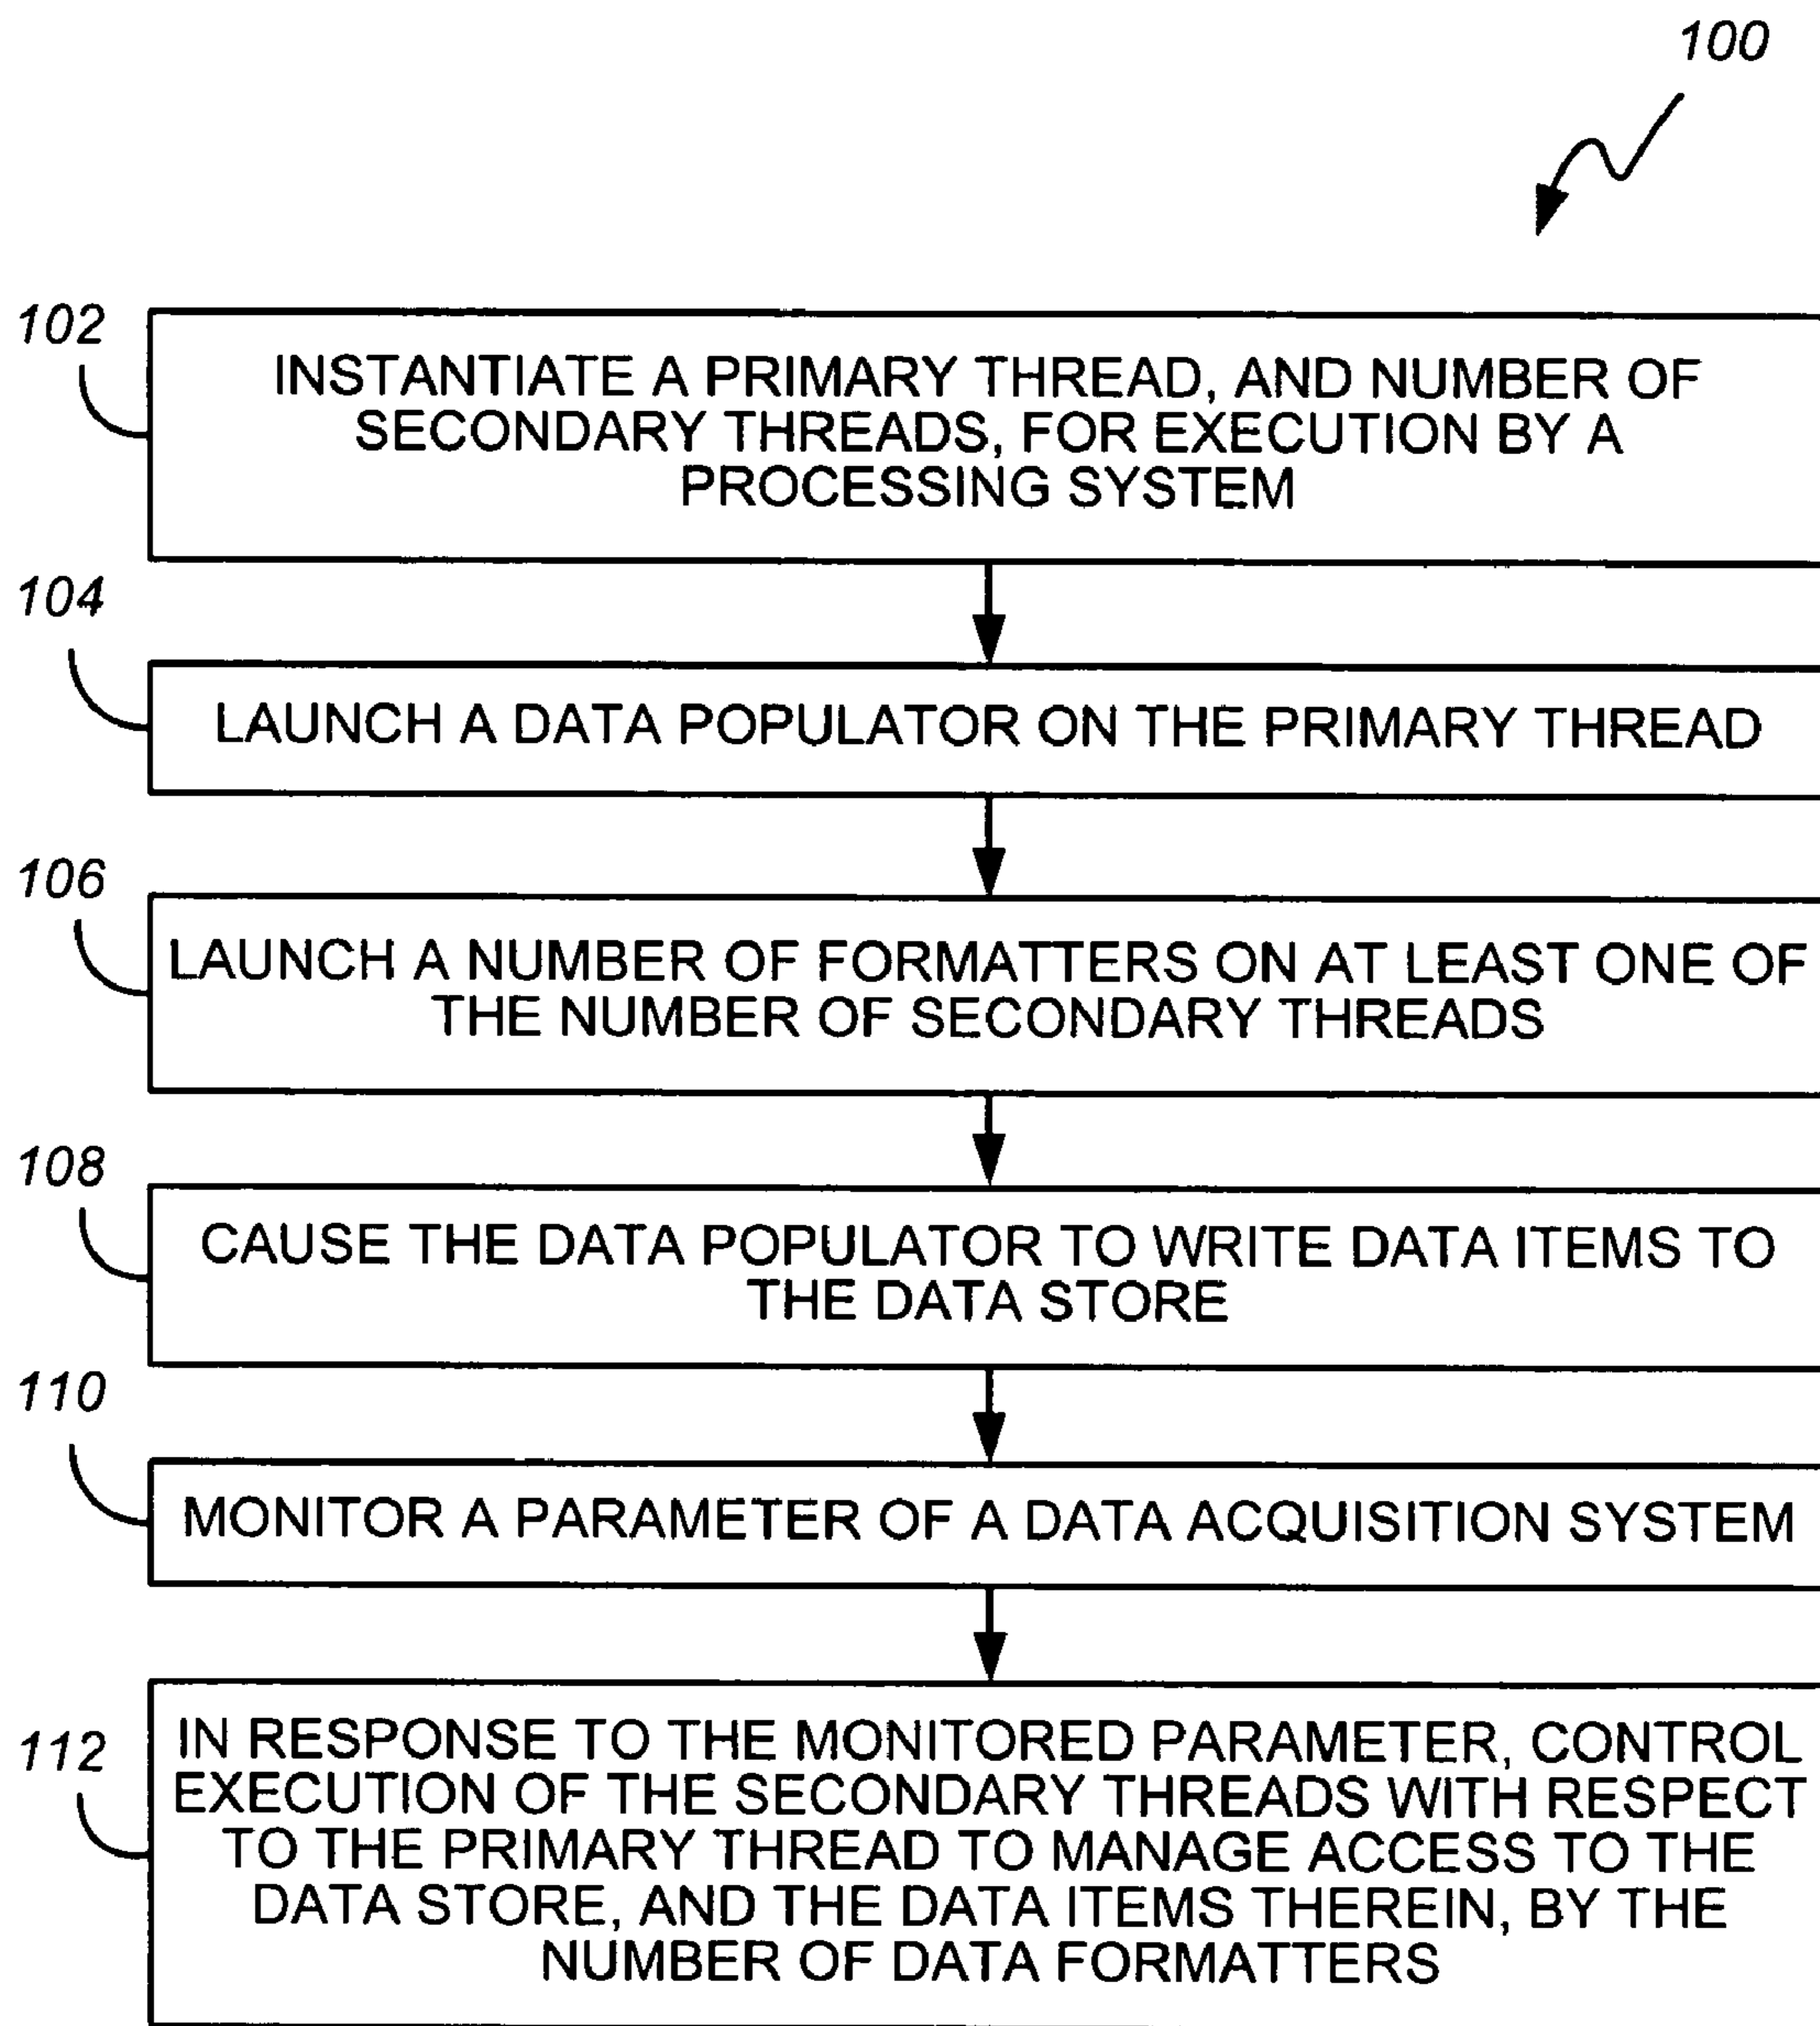 100
102
INSTANTIATE A PRIMARY THREAD, AND NUMBER OF
SECONDARY THREADS, FOR EXECUTION BY A
PROCESSING SYSTEM
104
LAUNCH A DATA POPULATOR ON THE PRIMARY THREAD
106
LAUNCH A NUMBER OF FORMATTERS ON AT LEAST ONE OF
THE NUMBER OF SECONDARY THREADS
108
CAUSE THE DATA POPULATOR TO WRITE DATA ITEMS TO
THE DATA STORE
110
MONITOR A PARAMETER OF A DATA ACQUISITION SYSTEM
112
IN RESPONSE TO THE MONITORED PARAMETER, CONTROL
EXECUTION OF THE SECONDARY THREADS WITH RESPECT
TO THE PRIMARY THREAD TO MANAGE ACCESS TO THE
DATA STORE, AND THE DATA ITEMS THEREIN, BY THE
NUMBER OF DATA FORMATTERS